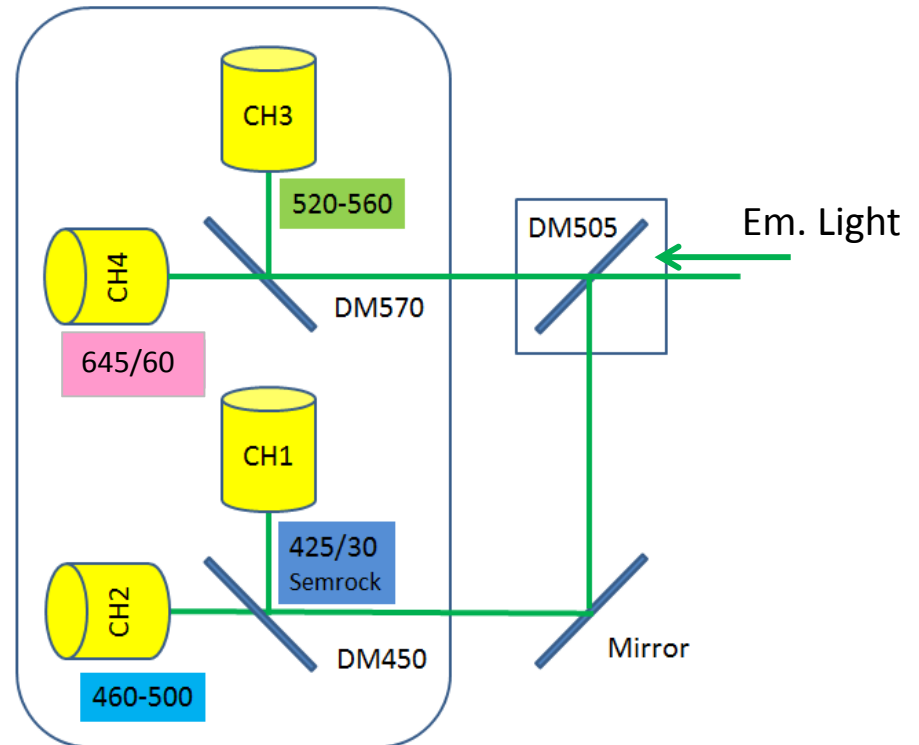 CH3
520-560
DM505
Em. Light
CH4
DM570
645/60
CH1
425/30
Semrock
CH2
DM450
Mirror
460-500